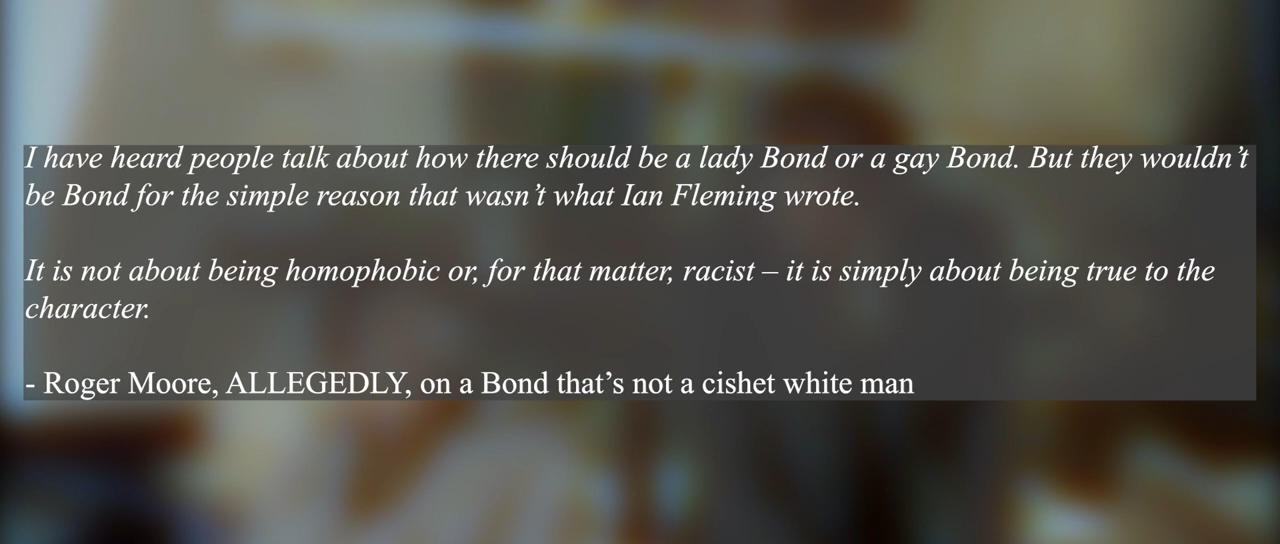 I have heard people talk about how there should be a lady Bond or a gay Bond. But they wouldn’t
be Bond for the simple reason that wasn’t what Ian Fleming wrote.
It is not about being homophobic or, for that matter, racist – it is simply about being true to the
character.
- Roger Moore, ALLEGEDLY, on a Bond that’s not a cishet white man